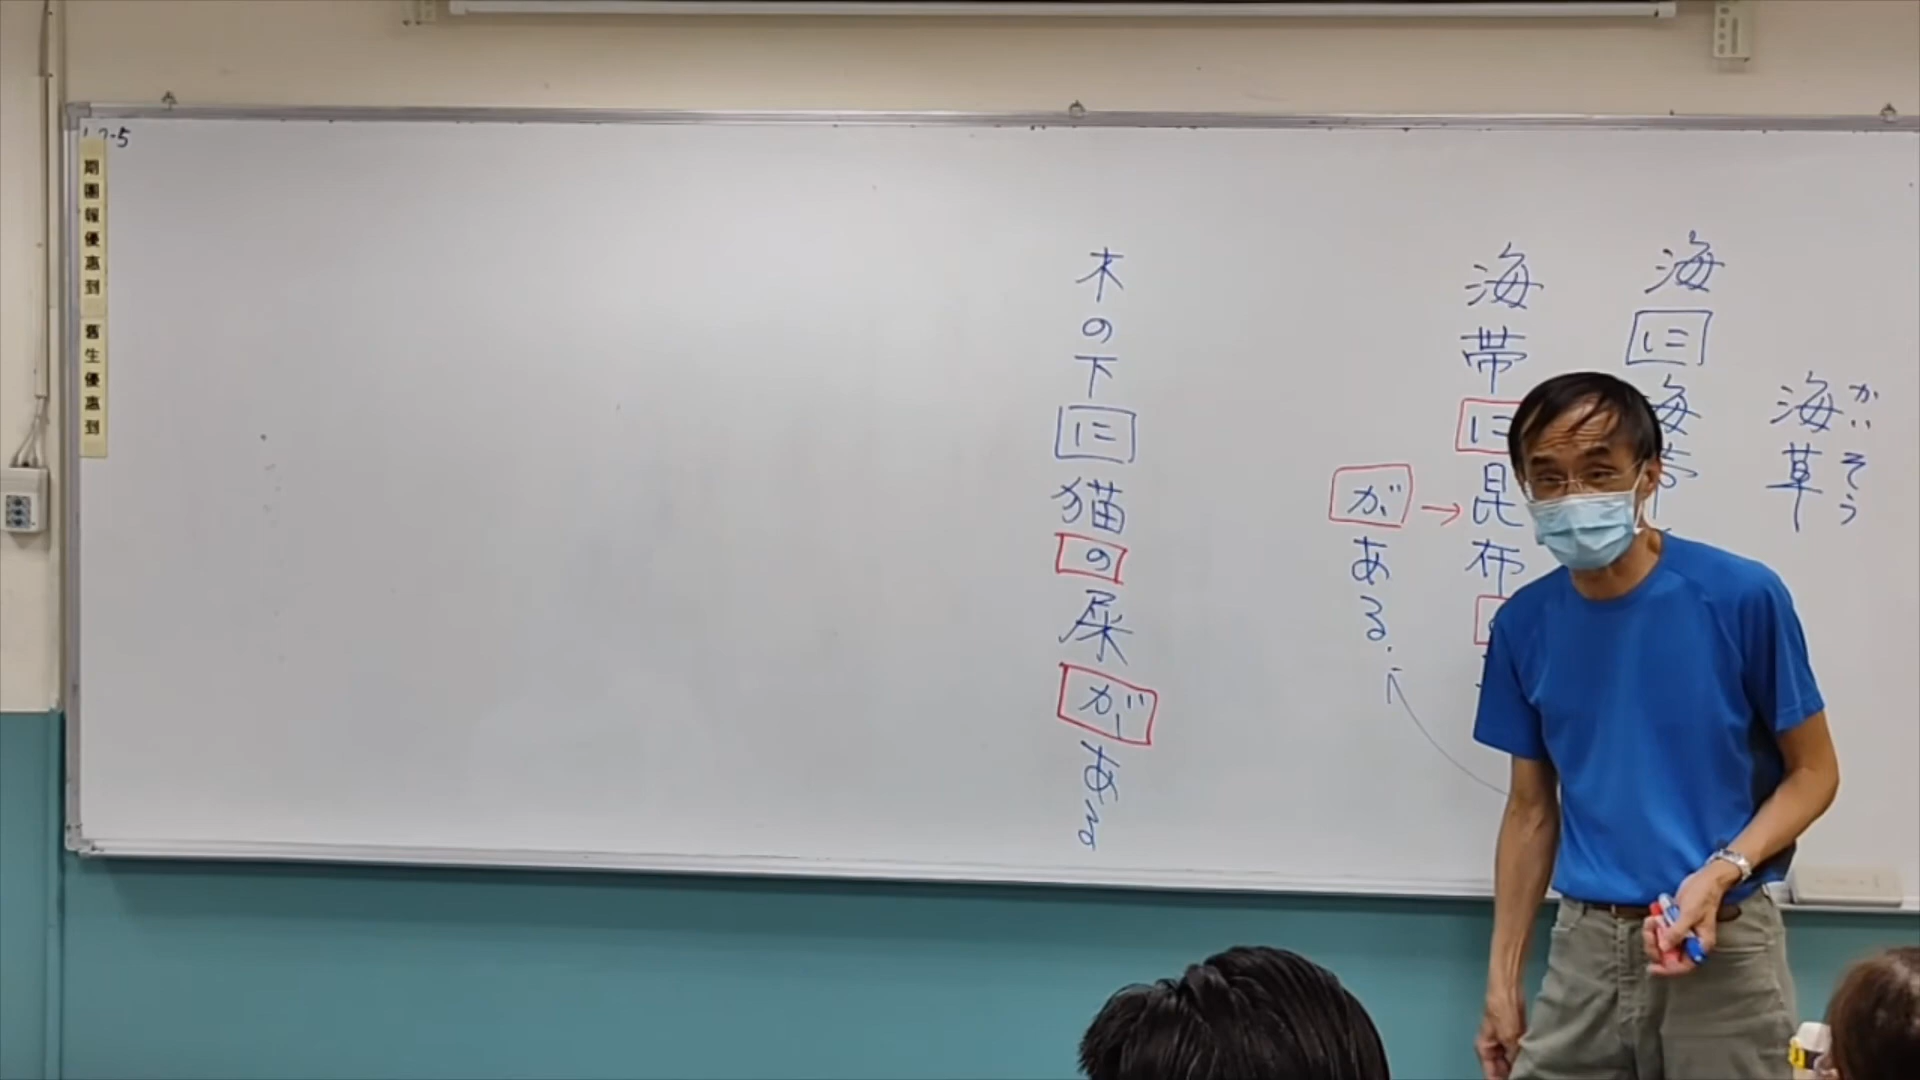 海草
かいそう
海に海帯
海帯に昆布
がある.
木の下に猫の屎がある
期團報優惠到
舊生優惠到